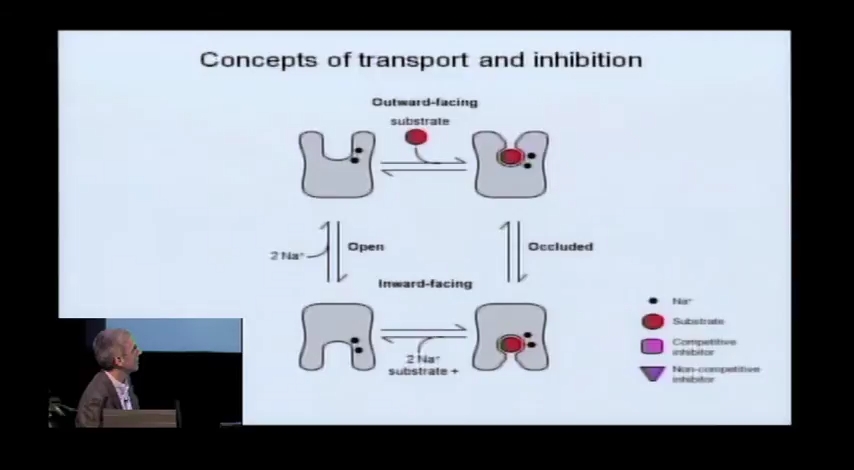 Concepts of transport and inhibition
Outward-facing
substrate
2 Na⁺
Open
Occluded
Inward-facing
2 Na⁺
substrate +
Na⁺
Substrate
Competitive
inhibitor
Non-competitive
inhibitor